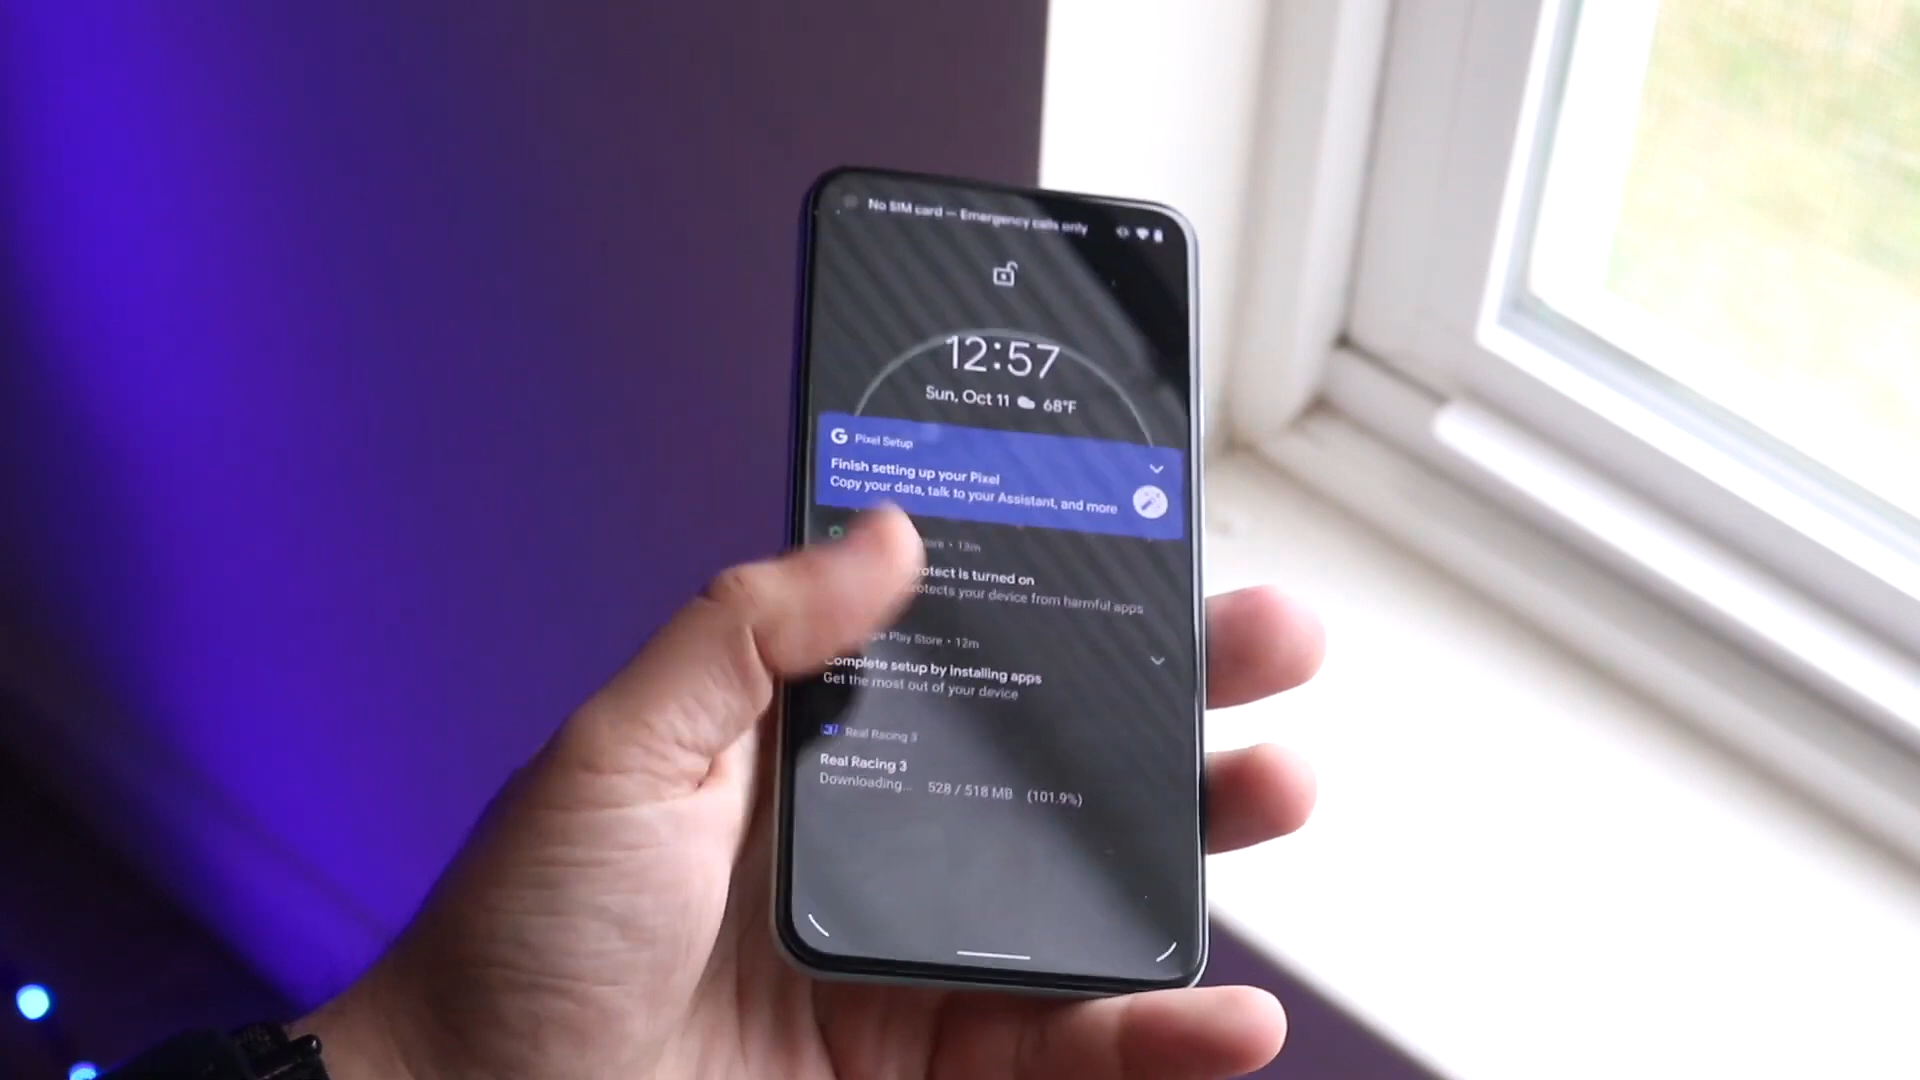 No SIM card — Emergency calls only
12:57
Sun, Oct 11 68°F
G Pixel Setup
Finish setting up your Pixel
Copy your data, talk to your Assistant, and more
• 13m
is turned on
your device from harmful apps
Play Store • 12m
Complete setup by installing apps
Get the most out of your device
Real Racing 3
Real Racing 3
Downloading... 528 / 518 MB (101.9%)